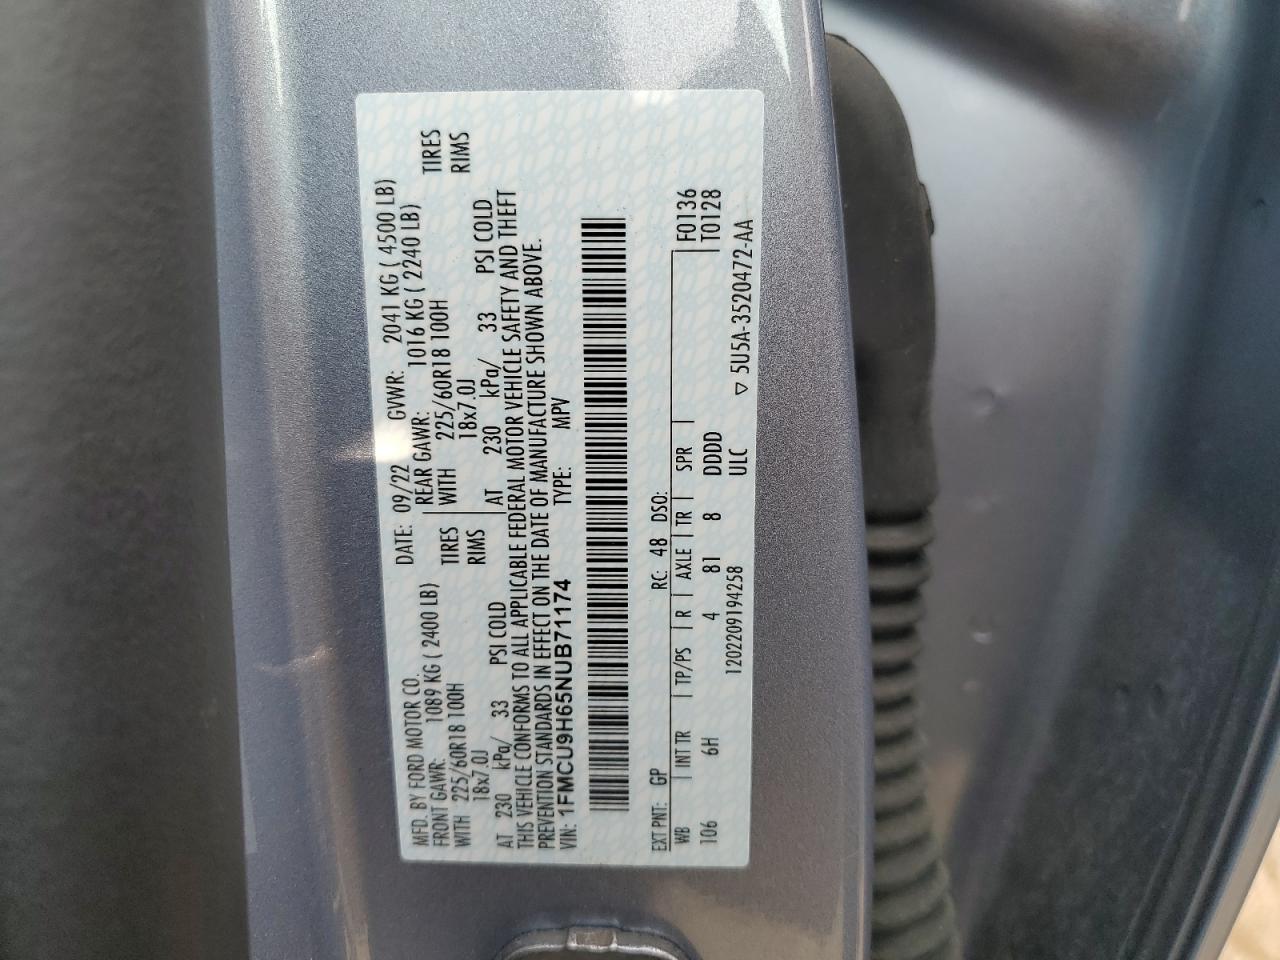 MFD. BY FORD MOTOR CO.
DATE: 09/22 GVWR: 2041 KG ( 4500 LB)
FRONT GAWR: 1089 KG ( 2400 LB) REAR GAWR: 1016 KG ( 2240 LB)
WITH 225/60R18 100H TIRES WITH 225/60R18 100H TIRES
18x7.0J RIMS 18x7.0J RIMS
AT 230 kPa/ 33 PSI COLD AT 230 kPa/ 33 PSI COLD
THIS VEHICLE CONFORMS TO ALL APPLICABLE FEDERAL MOTOR VEHICLE SAFETY AND THEFT
PREVENTION STANDARDS IN EFFECT ON THE DATE OF MANUFACTURE SHOWN ABOVE.
VIN: 1FMCU9H65NUB71174 TYPE: MPV
EXT PNT: GP RC: 48 DSO: F0136
WB INT TR TP/PS R AXLE TR SPR T0128
106 6H 4 81 8 DDDD
1202209194258 ULC ▽ 5U5A-3520472-AA